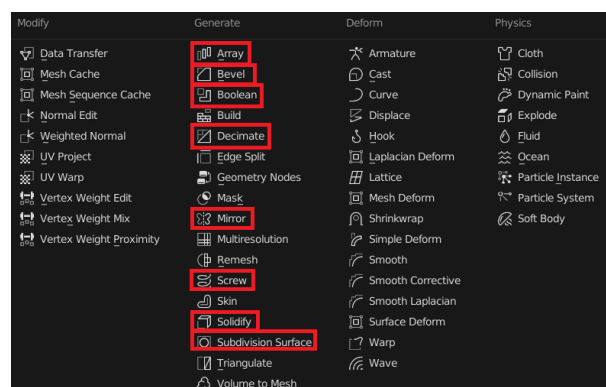 Modify
Data Transfer
Mesh Cache
Mesh Sequence Cache
Normal Edit
Weighted Normal
UV Project
UV Warp
Vertex Weight Edit
Vertex Weight Mix
Vertex Weight Proximity
Generate
Array
Bevel
Boolean
Build
Decimate
Edge Split
Geometry Nodes
Mask
Mirror
Multiresolution
Remesh
Screw
Skin
Solidify
Subdivision Surface
Triangulate
Volume to Mesh
Deform
Armature
Cast
Curve
Displace
Hook
Laplacian Deform
Lattice
Mesh Deform
Shrinkwrap
Simple Deform
Smooth
Smooth Corrective
Smooth Laplacian
Surface Deform
Warp
Wave
Physics
Cloth
Collision
Dynamic Paint
Explode
Fluid
Ocean
Particle Instance
Particle System
Soft Body